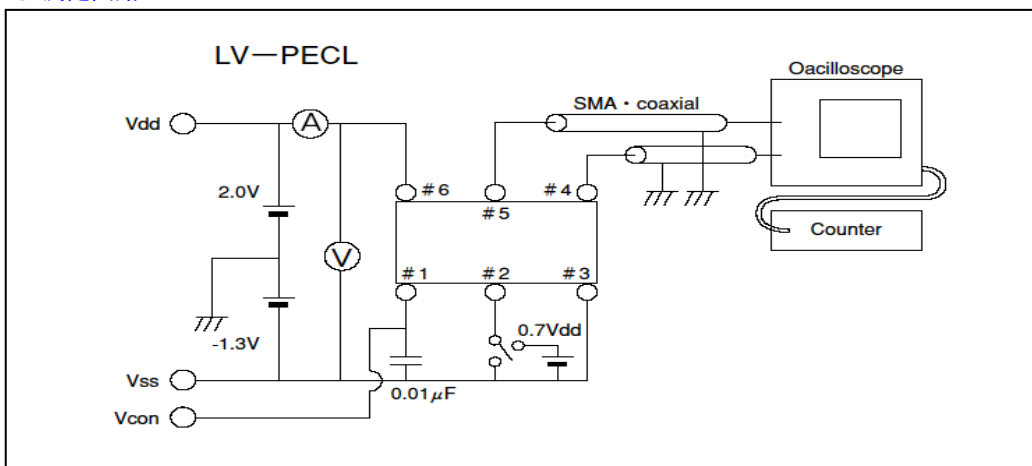 LV－PECL
Oacilloscope
SMA・coaxial
Vdd
A
#6
#5
#4
2.0V
V
Counter
#1
#2
#3
0.7Vdd
-1.3V
Vss
0.01μF
Vcon